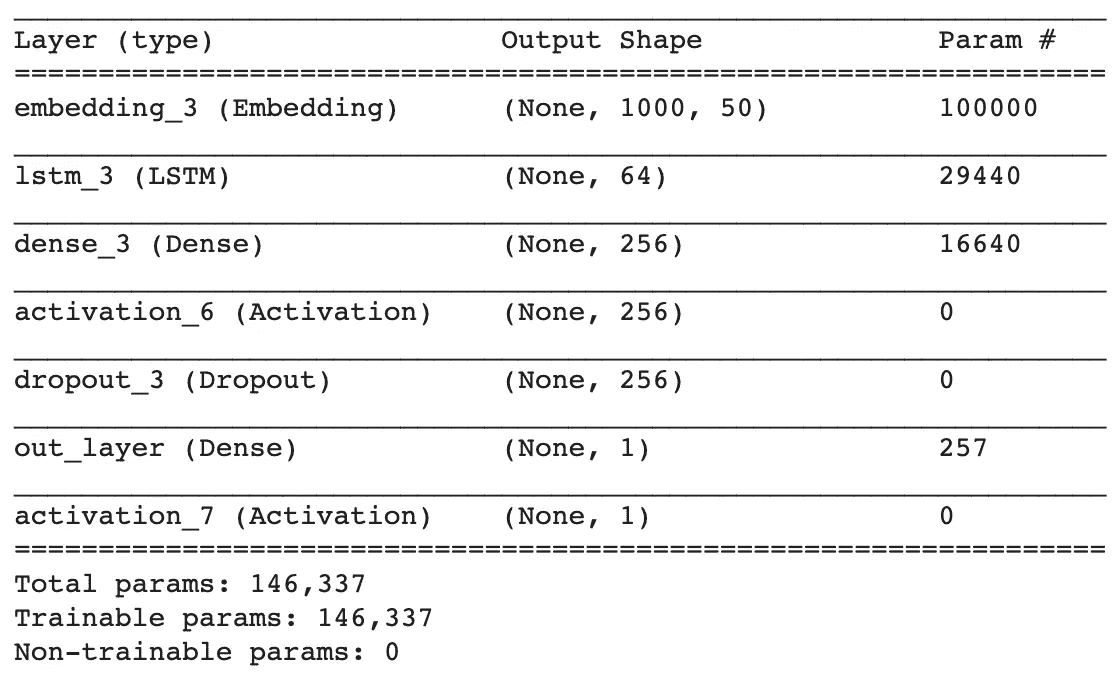 Layer (type) Output Shape Param #
=================================================================
embedding_3 (Embedding) (None, 1000, 50) 100000
lstm_3 (LSTM) (None, 64) 29440
dense_3 (Dense) (None, 256) 16640
activation_6 (Activation) (None, 256) 0
dropout_3 (Dropout) (None, 256) 0
out_layer (Dense) (None, 1) 257
activation_7 (Activation) (None, 1) 0
=================================================================
Total params: 146,337
Trainable params: 146,337
Non-trainable params: 0